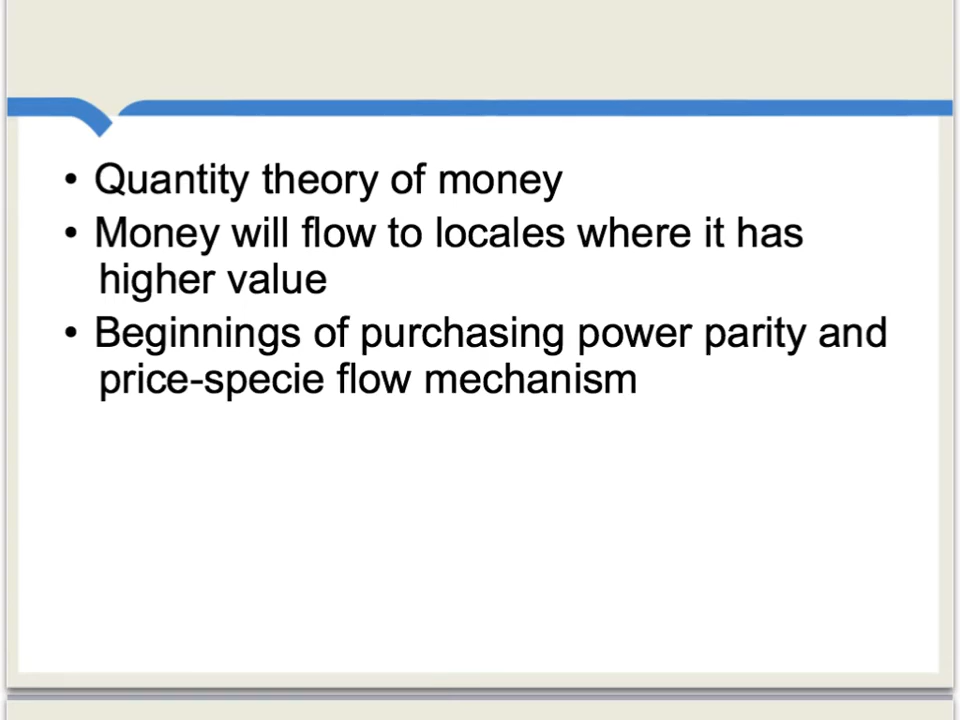 • Quantity theory of money
• Money will flow to locales where it has
higher value
• Beginnings of purchasing power parity and
price-specie flow mechanism